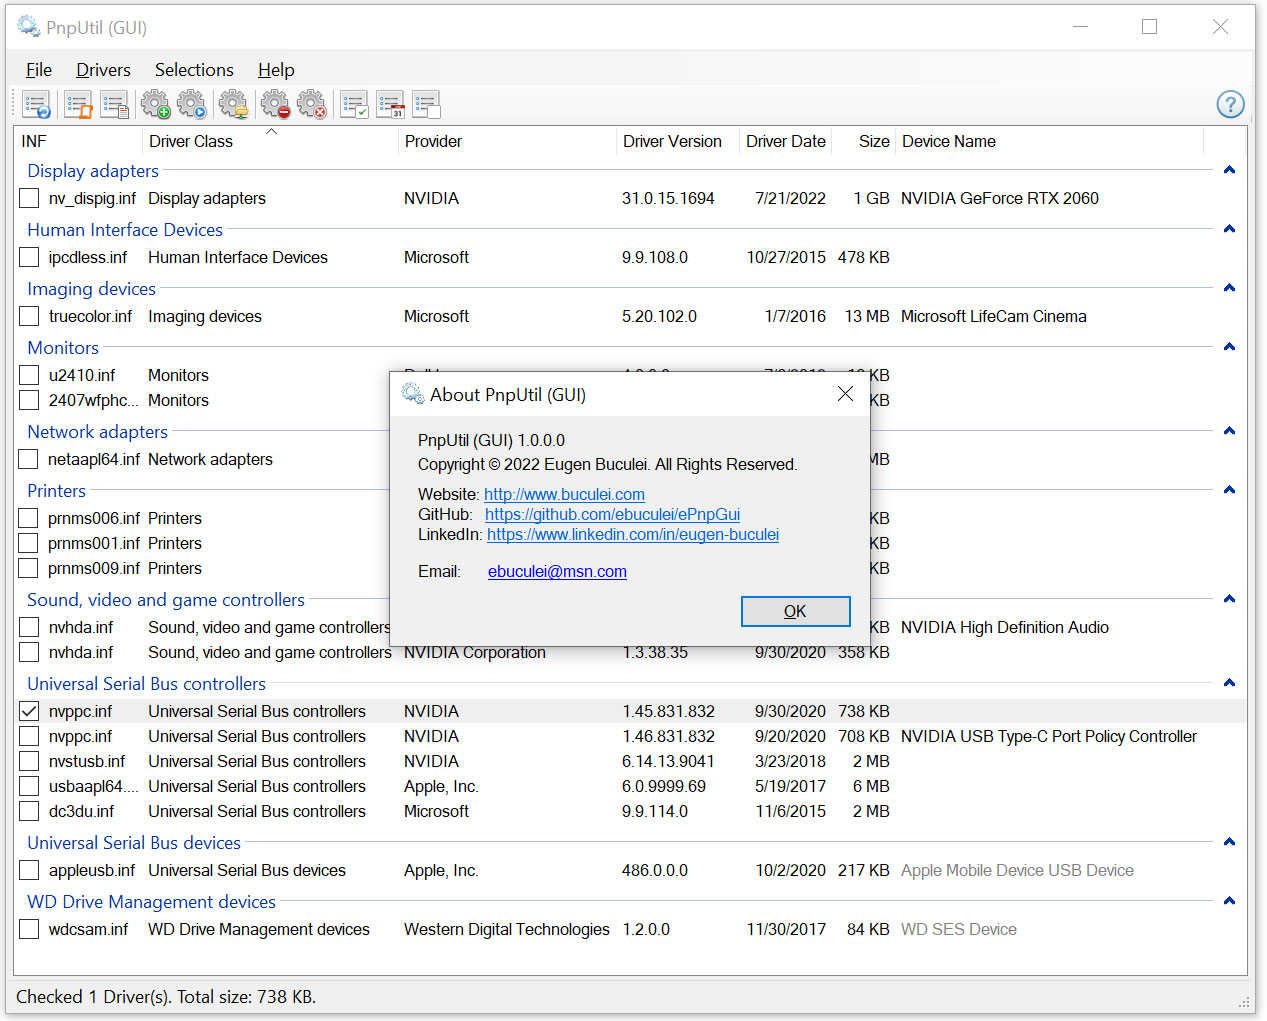 PnpUtil (GUI)
File Drivers Selections Help
31
?
INF Driver Class Provider Driver Version Driver Date Size Device Name
Display adapters
nv_dispig.inf Display adapters NVIDIA 31.0.15.1694 7/21/2022 1 GB NVIDIA GeForce RTX 2060
Human Interface Devices
ipcdless.inf Human Interface Devices Microsoft 9.9.108.0 10/27/2015 478 KB
Imaging devices
truecolor.inf Imaging devices Microsoft 5.20.102.0 1/7/2016 13 MB Microsoft LifeCam Cinema
Monitors
u2410.inf Monitors KB
2407wfphc... Monitors KB
Network adapters
netaapl64.inf Network adapters MB
Printers
prnms006.inf Printers KB
prnms001.inf Printers KB
prnms009.inf Printers KB
Sound, video and game controllers
nvhda.inf Sound, video and game controllers KB NVIDIA High Definition Audio
nvhda.inf Sound, video and game controllers NVIDIA Corporation 1.3.38.35 9/30/2020 358 KB
Universal Serial Bus controllers
nvppc.inf Universal Serial Bus controllers NVIDIA 1.45.831.832 9/30/2020 738 KB
nvppc.inf Universal Serial Bus controllers NVIDIA 1.46.831.832 9/20/2020 708 KB NVIDIA USB Type-C Port Policy Controller
nvstusb.inf Universal Serial Bus controllers NVIDIA 6.14.13.9041 3/23/2018 2 MB
usbaapl64.... Universal Serial Bus controllers Apple, Inc. 6.0.9999.69 5/19/2017 6 MB
dc3du.inf Universal Serial Bus controllers Microsoft 9.9.114.0 11/6/2015 2 MB
Universal Serial Bus devices
appleusb.inf Universal Serial Bus devices Apple, Inc. 486.0.0.0 10/2/2020 217 KB Apple Mobile Device USB Device
WD Drive Management devices
wdcsam.inf WD Drive Management devices Western Digital Technologies 1.2.0.0 11/30/2017 84 KB WD SES Device
Checked 1 Driver(s). Total size: 738 KB.
About PnpUtil (GUI)
PnpUtil (GUI) 1.0.0.0
Copyright © 2022 Eugen Buculei. All Rights Reserved.
Website: http://www.buculei.com
GitHub: https://github.com/ebuculei/ePnpGui
LinkedIn: https://www.linkedin.com/in/eugen-buculei
Email: ebuculei@msn.com
OK